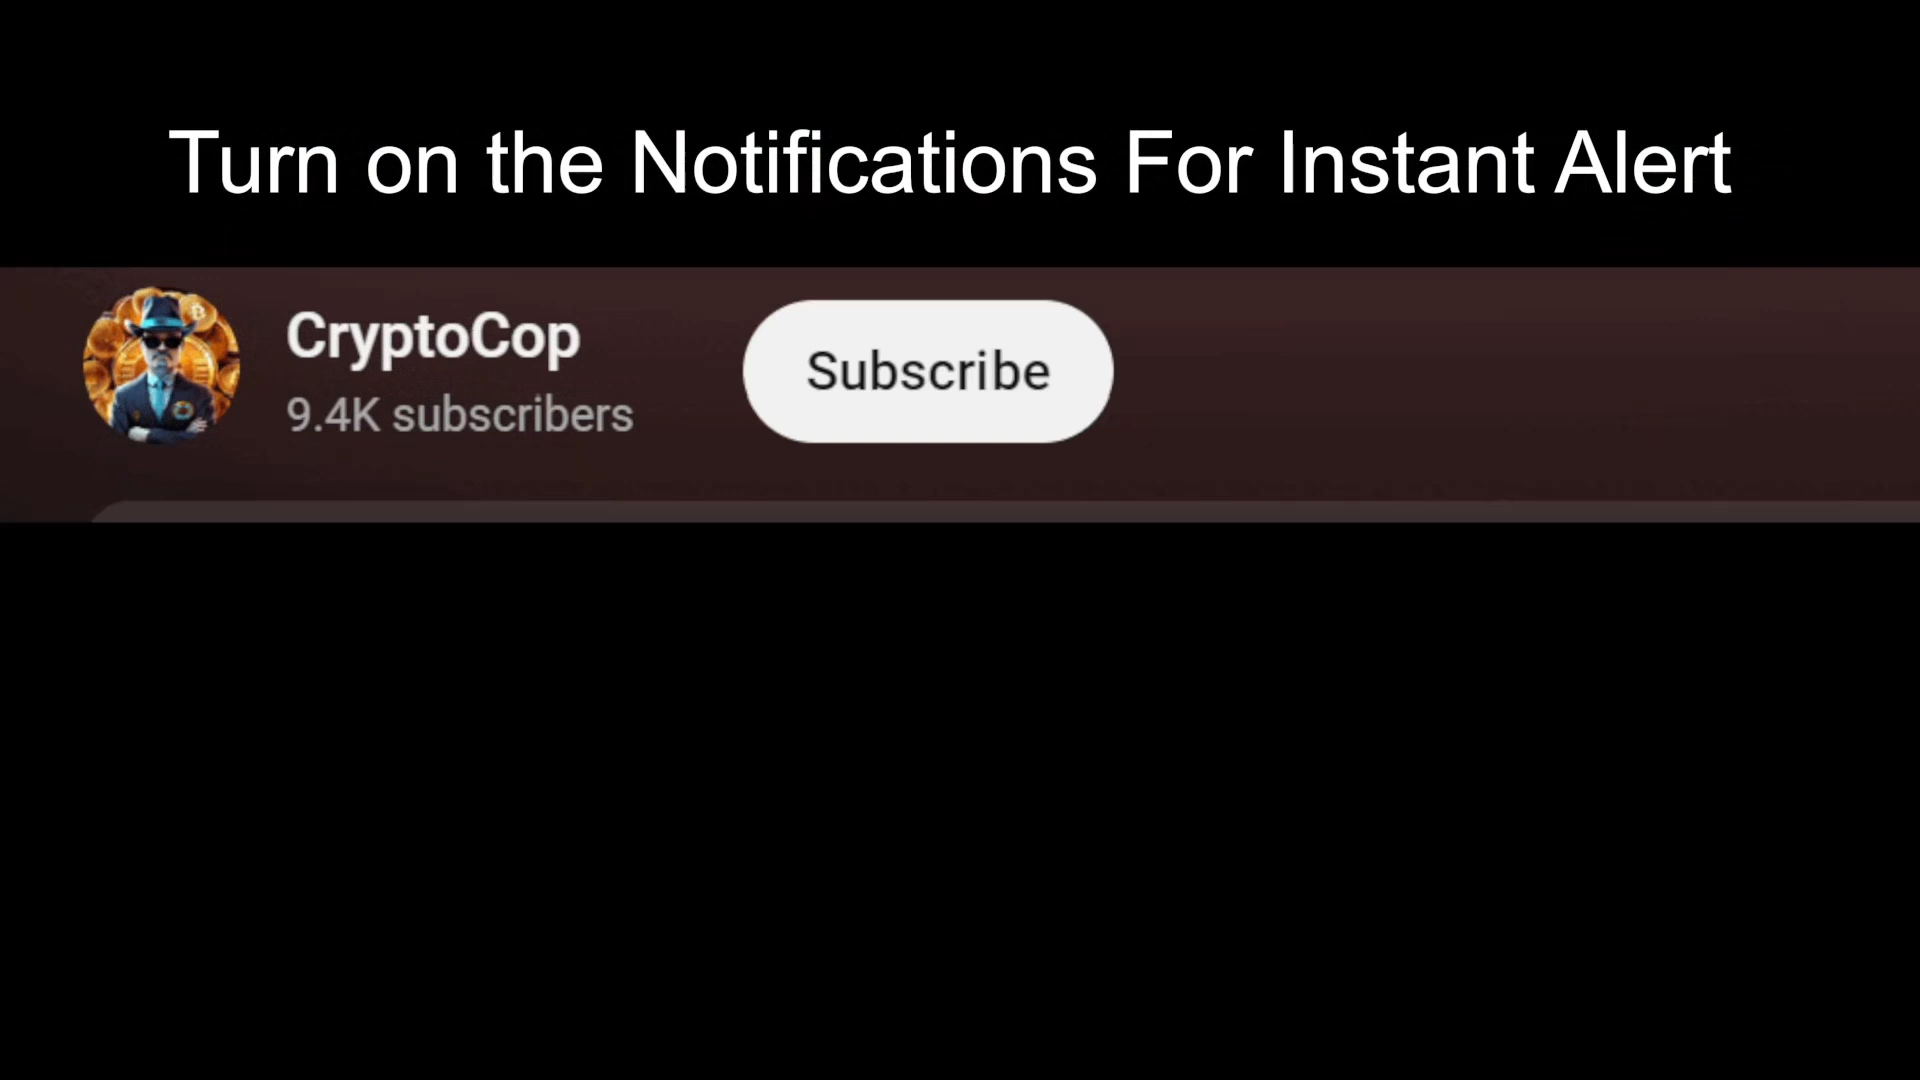 Turn on the Notifications For Instant Alert
CryptoCop
9.4K subscribers
Subscribe